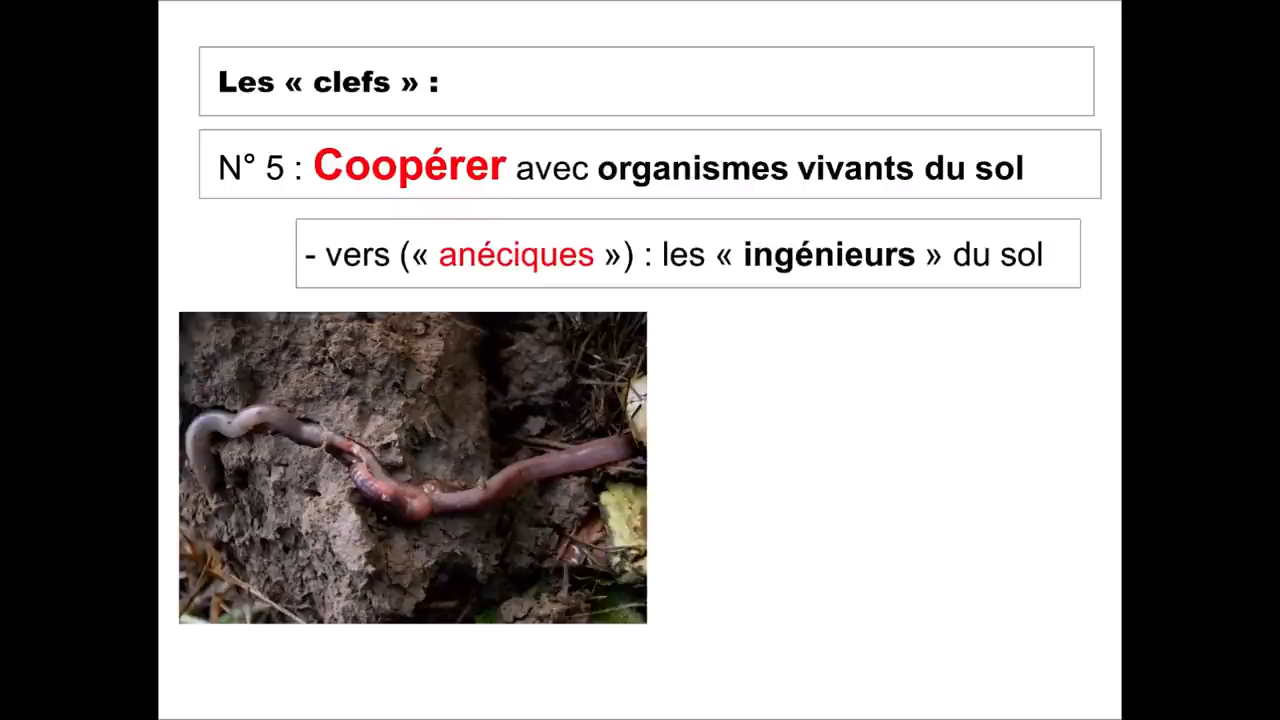 Les « clefs » :
N° 5 : Coopérer avec organismes vivants du sol
- vers (« anéciques ») : les « ingénieurs » du sol